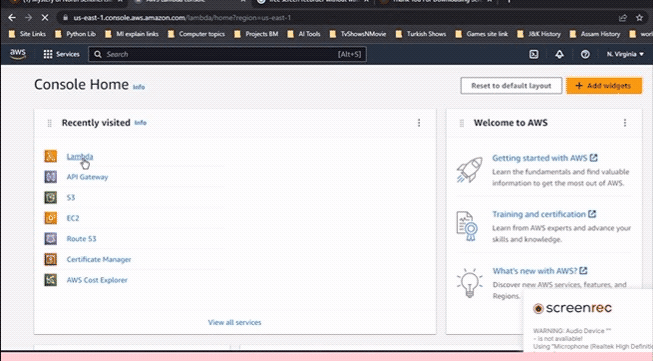 us-east-1.console.aws.amazon.com/lambda/home?region=us-east-1
Site Links Python Lib Ml explain links Computer topics Projects BM AI Tools TvShowsNMovie Turkish Shows Games site link J&K History Assam History
aws Services Search [Alt+S] N. Virginia
Console Home Info
Reset to default layout
Add widgets
Recently visited Info
Lambda
API Gateway
S3
EC2
Route 53
Certificate Manager
AWS Cost Explorer
View all services
Welcome to AWS
Getting started with AWS
Learn the fundamentals and find valuable
information to get the most out of AWS.
Training and certification
Learn from AWS experts and advance your
skills and knowledge.
What's new with AWS?
Discover new AWS services, features, and
Regions.
screenrec
WARNING: Audio Device ""
- is not available!
Using "Microphone (Realtek High Definiti